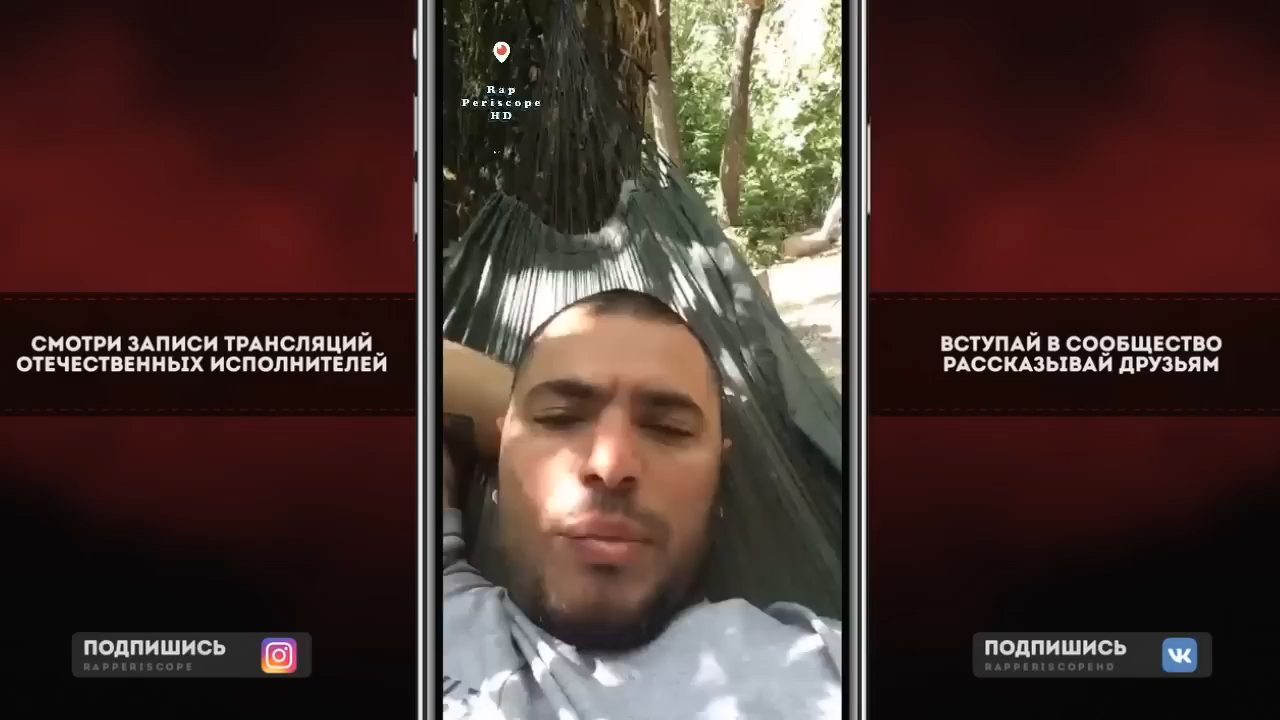 Rap
Periscope
HD
СМОТРИ ЗАПИСИ ТРАНСЛЯЦИЙ
ОТЕЧЕСТВЕННЫХ ИСПОЛНИТЕЛЕЙ
ВСТУПАЙ В СООБЩЕСТВО
РАССКАЗЫВАЙ ДРУЗЬЯМ
ПОДПИШИСЬ
RAPPERISCOPE
ПОДПИШИСЬ
RAPPERISCOPEHD